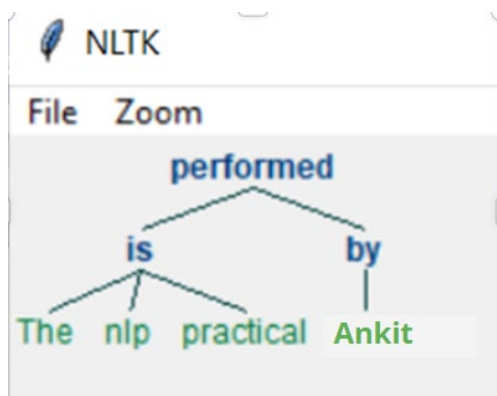 NLTK
File Zoom
performed
is by
The nlp practical Ankit